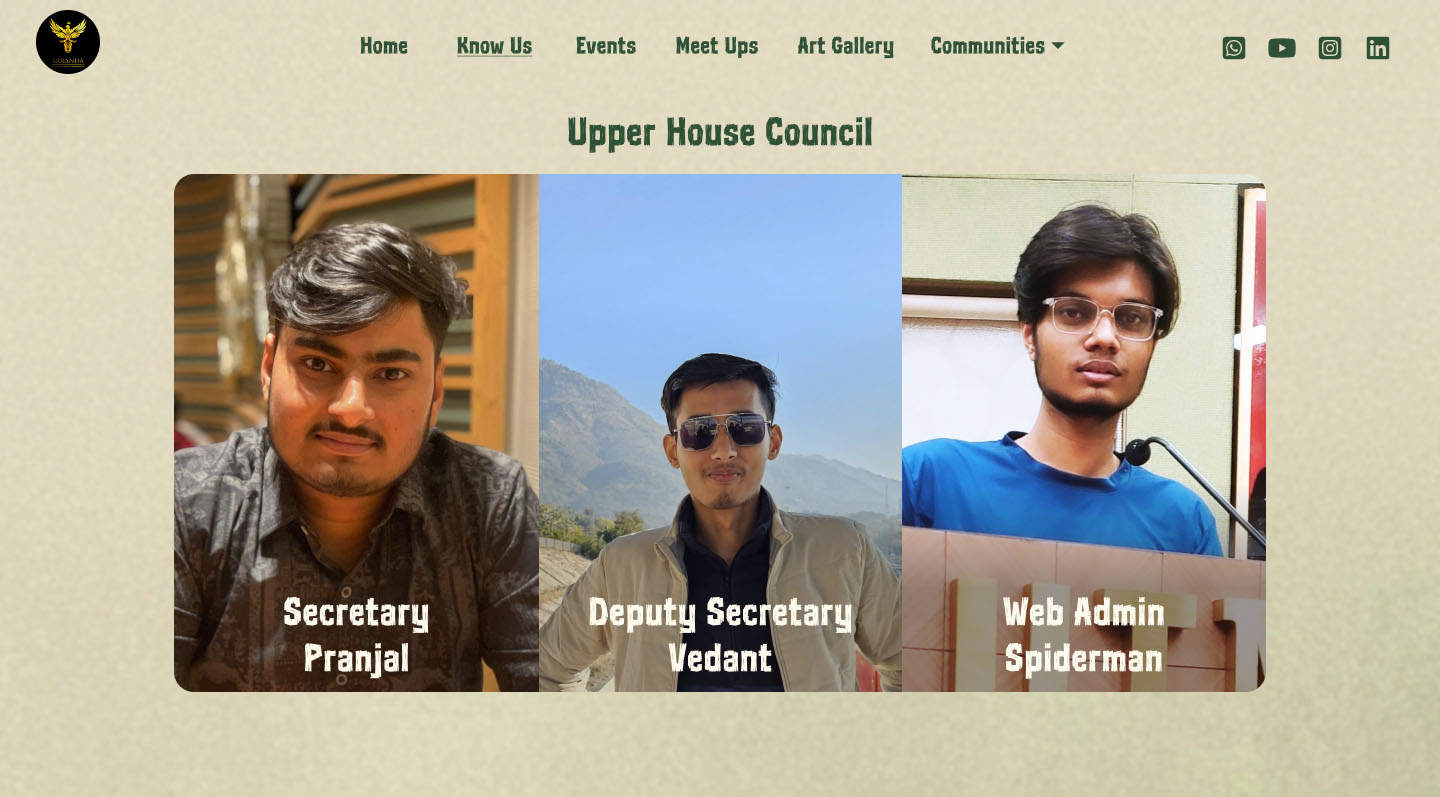 SARANDA
Home
Know Us
Events
Meet Ups
Art Gallery
Communities
Upper House Council
Secretary
Pranjal
Deputy Secretary
Vedant
Web Admin
Spiderman